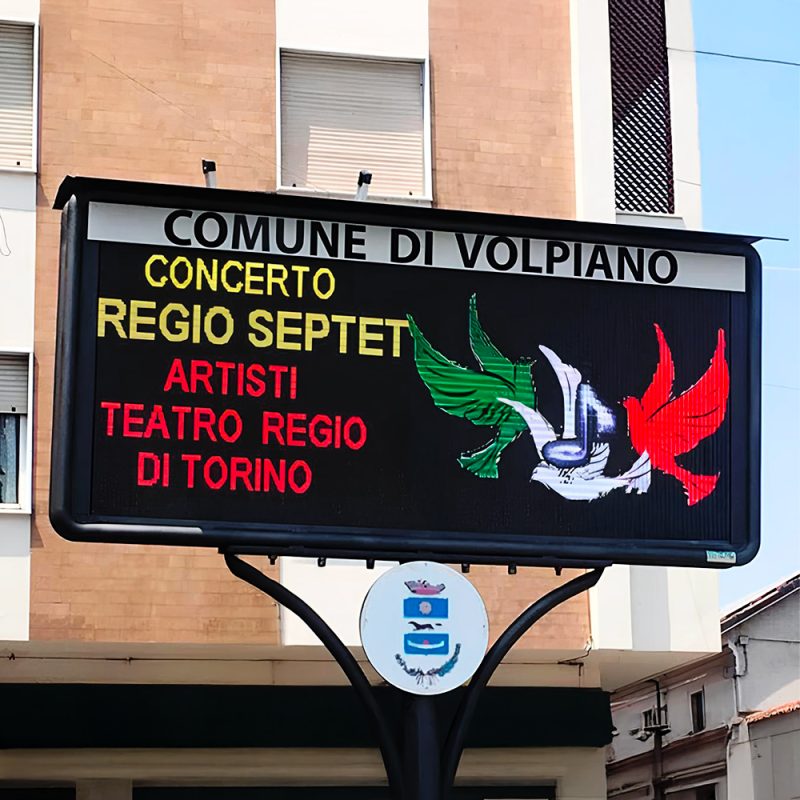 COMUNE DI VOLPIANO
CONCERTO
REGIO SEPTET
ARTISTI
TEATRO REGIO
DI TORINO